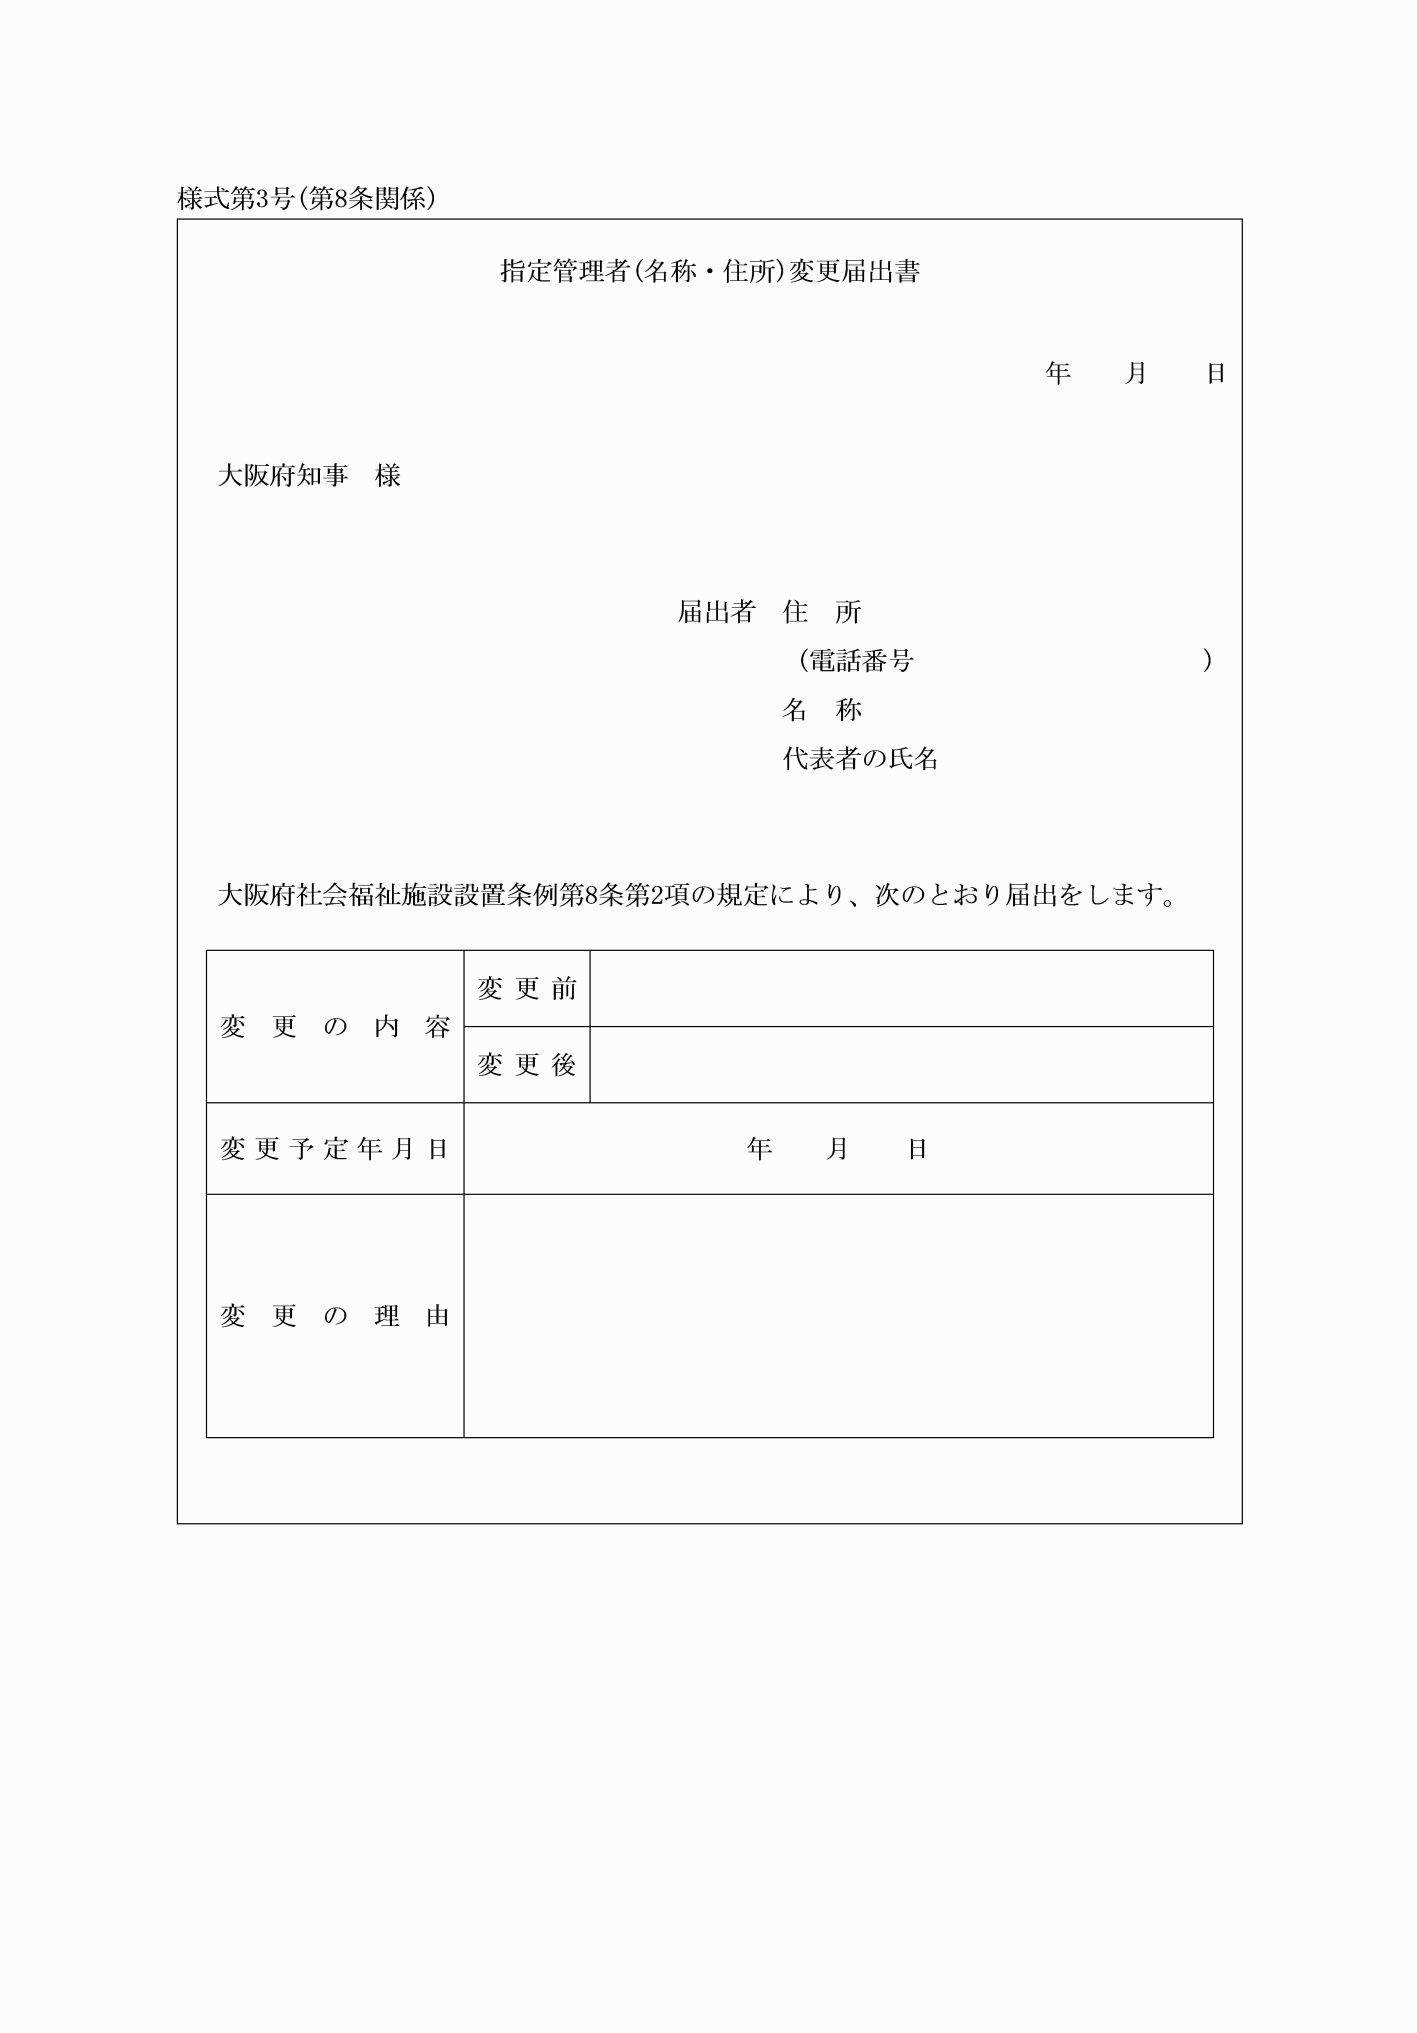 様式第3号(第8条関係)
指定管理者(名称・住所)変更届出書
年　　月　　日
大阪府知事　様
届出者　住　所
(電話番号　　　　　　　　　　　)
名　称
代表者の氏名
大阪府社会福祉施設設置条例第8条第2項の規定により、次のとおり届出をします。
変更の内容
変更前
変更後
変更予定年月日
年　　月　　日
変更の理由